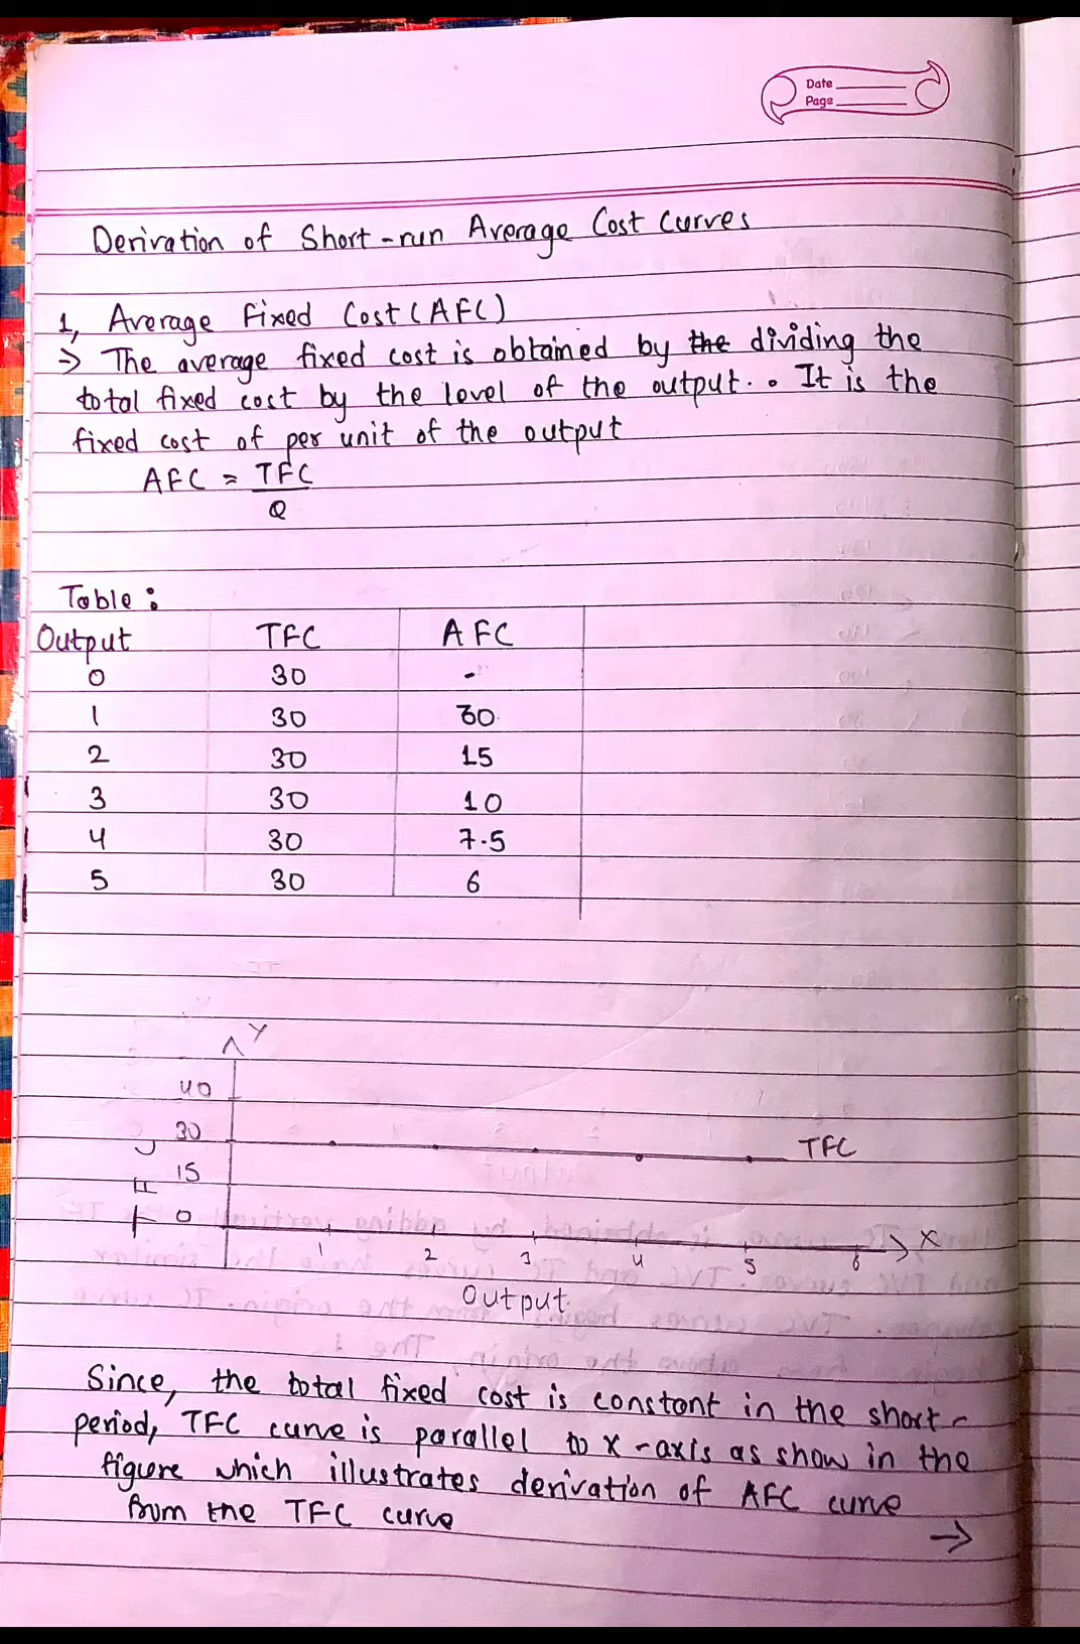 Date
Page
Derivation of Short-run Average Cost Curves
1, Average Fixed Cost (AFC)
→ The average fixed cost is obtained by the dividing the
total fixed cost by the level of the output. It is the
fixed cost of per unit of the output
AFC = TFC
Q
Table:
Output TFC AFC
0 30 -
1 30 30
2 30 15
3 30 10
4 30 7.5
5 30 6
Y
40
30 TFC
15
0 X
TFC
1 2 3 4 5 6
Output
Since, the total fixed cost is constant in the short-
period, TFC curve is parallel to x-axis as show in the
figure which illustrates derivation of AFC curve
from the TFC curve
→